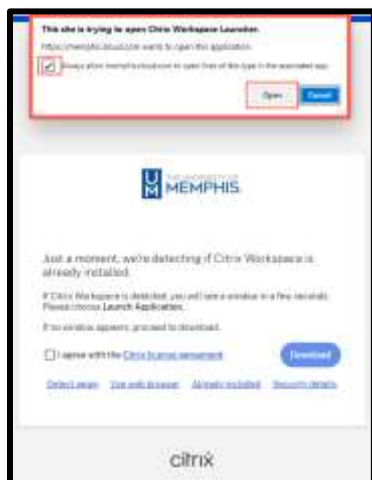 This site is trying to open Citrix Workspace Launcher.
https://memphis.cloud.com wants to open this application.
Always allow memphis.cloud.com to open links of this type in the associated app
Open Cancel
UM THE UNIVERSITY OF
MEMPHIS
Just a moment, we're detecting if Citrix Workspace is
already installed.
If Citrix Workspace is detected, you will see a window in a few seconds.
Please choose Launch Application.
If no window appears, proceed to download.
I agree with the Citrix license agreement Download
Detect again Use web browser Already installed Security details
citrix